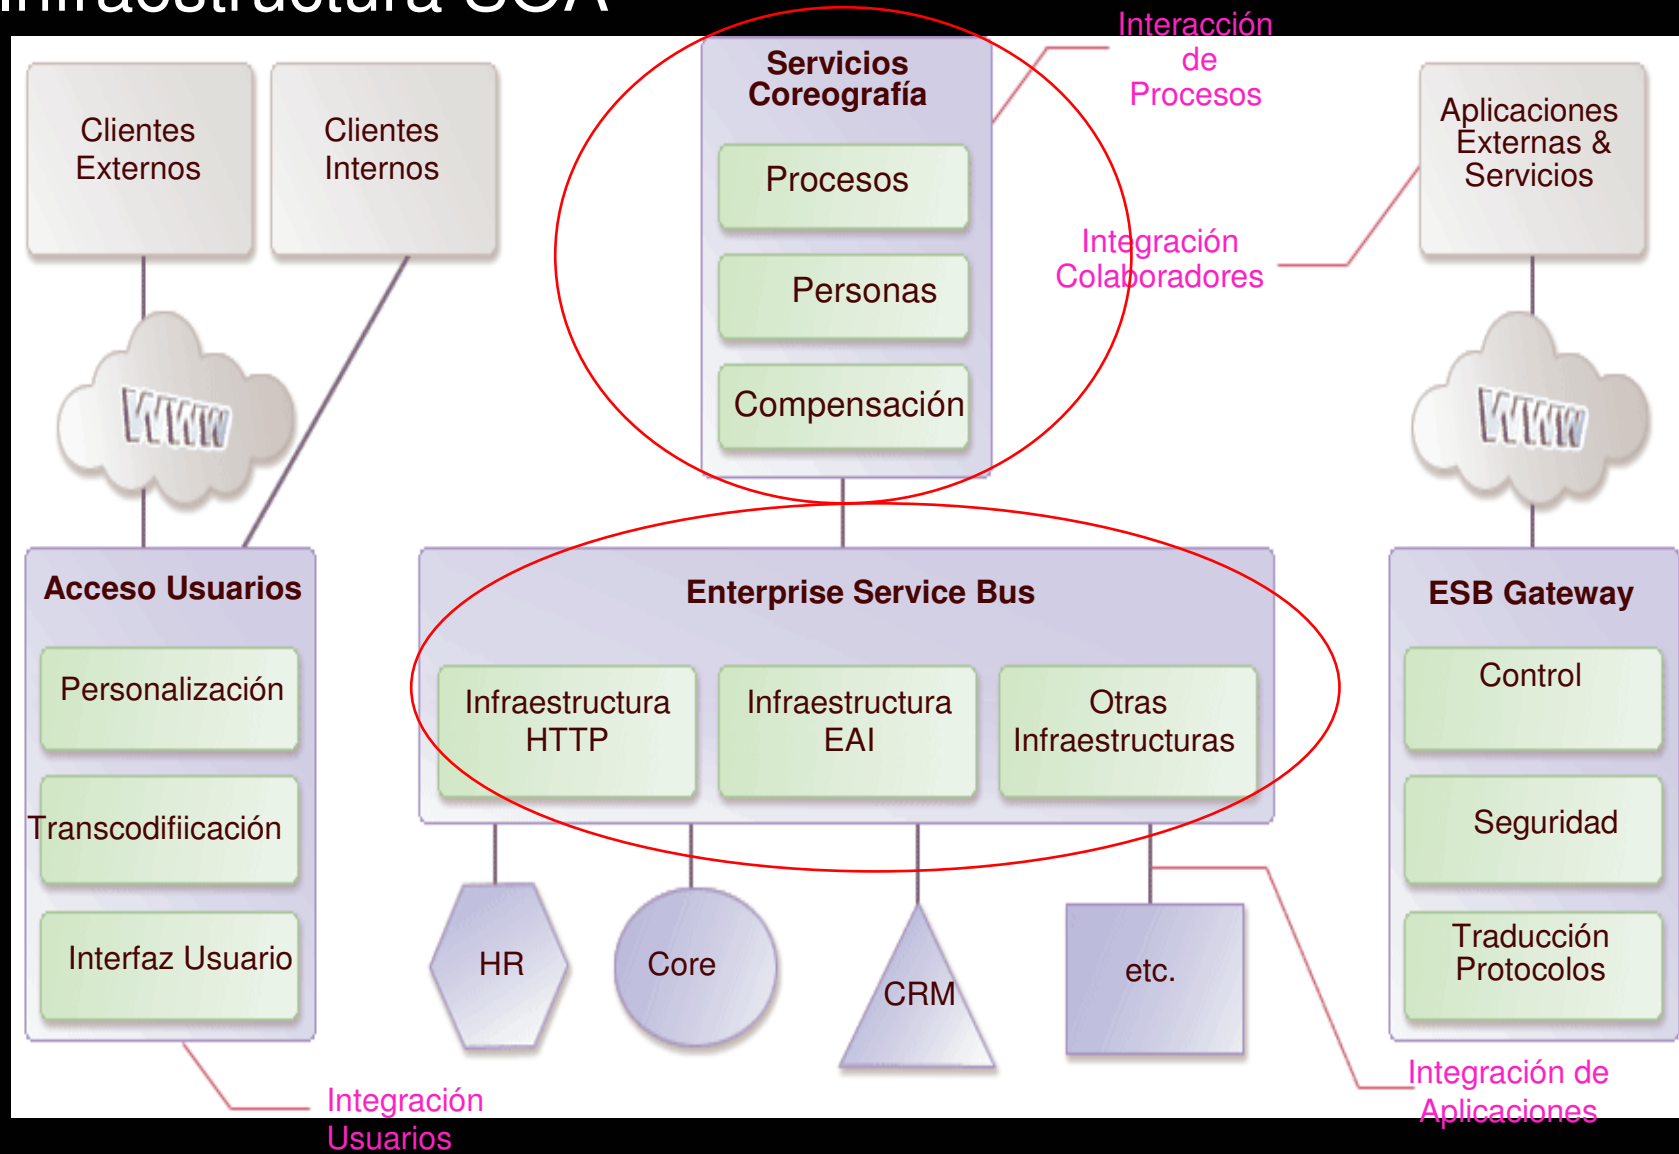 Infraestructura SOA
Interacción
de
Procesos
Servicios
Coreografía
Procesos
Personas
Compensación
Clientes
Externos
Clientes
Internos
Aplicaciones
Externas &
Servicios
Integración
Colaboradores
WWW
WWW
Acceso Usuarios
Personalización
Transcodifiicación
Interfaz Usuario
Enterprise Service Bus
Infraestructura
HTTP
Infraestructura
EAI
Otras
Infraestructuras
ESB Gateway
Control
Seguridad
Traducción
Protocolos
HR
Core
CRM
etc.
Integración
Usuarios
Integración de
Aplicaciones